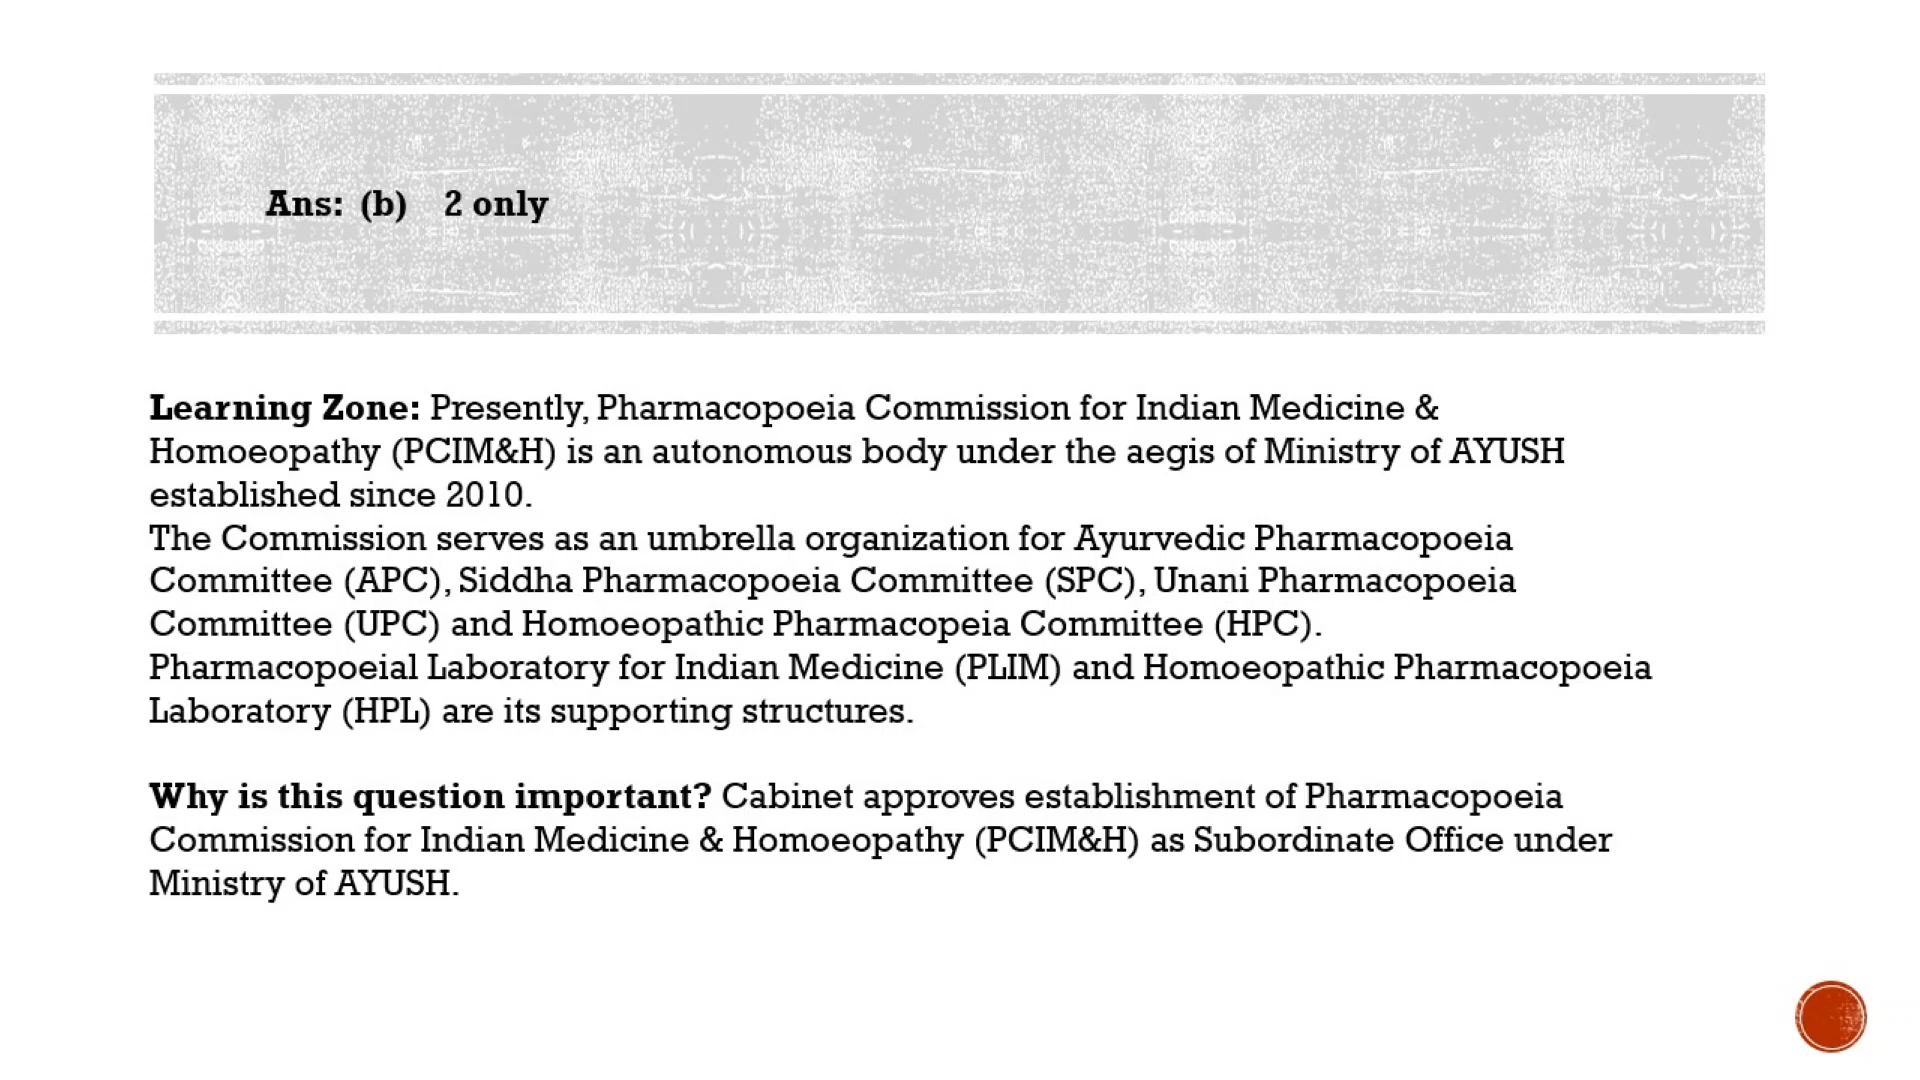 Ans: (b) 2 only
Learning Zone: Presently, Pharmacopoeia Commission for Indian Medicine &
Homoeopathy (PCIM&H) is an autonomous body under the aegis of Ministry of AYUSH
established since 2010.
The Commission serves as an umbrella organization for Ayurvedic Pharmacopoeia
Committee (APC), Siddha Pharmacopoeia Committee (SPC), Unani Pharmacopoeia
Committee (UPC) and Homoeopathic Pharmacopeia Committee (HPC).
Pharmacopoeial Laboratory for Indian Medicine (PLIM) and Homoeopathic Pharmacopoeia
Laboratory (HPL) are its supporting structures.
Why is this question important? Cabinet approves establishment of Pharmacopoeia
Commission for Indian Medicine & Homoeopathy (PCIM&H) as Subordinate Office under
Ministry of AYUSH.